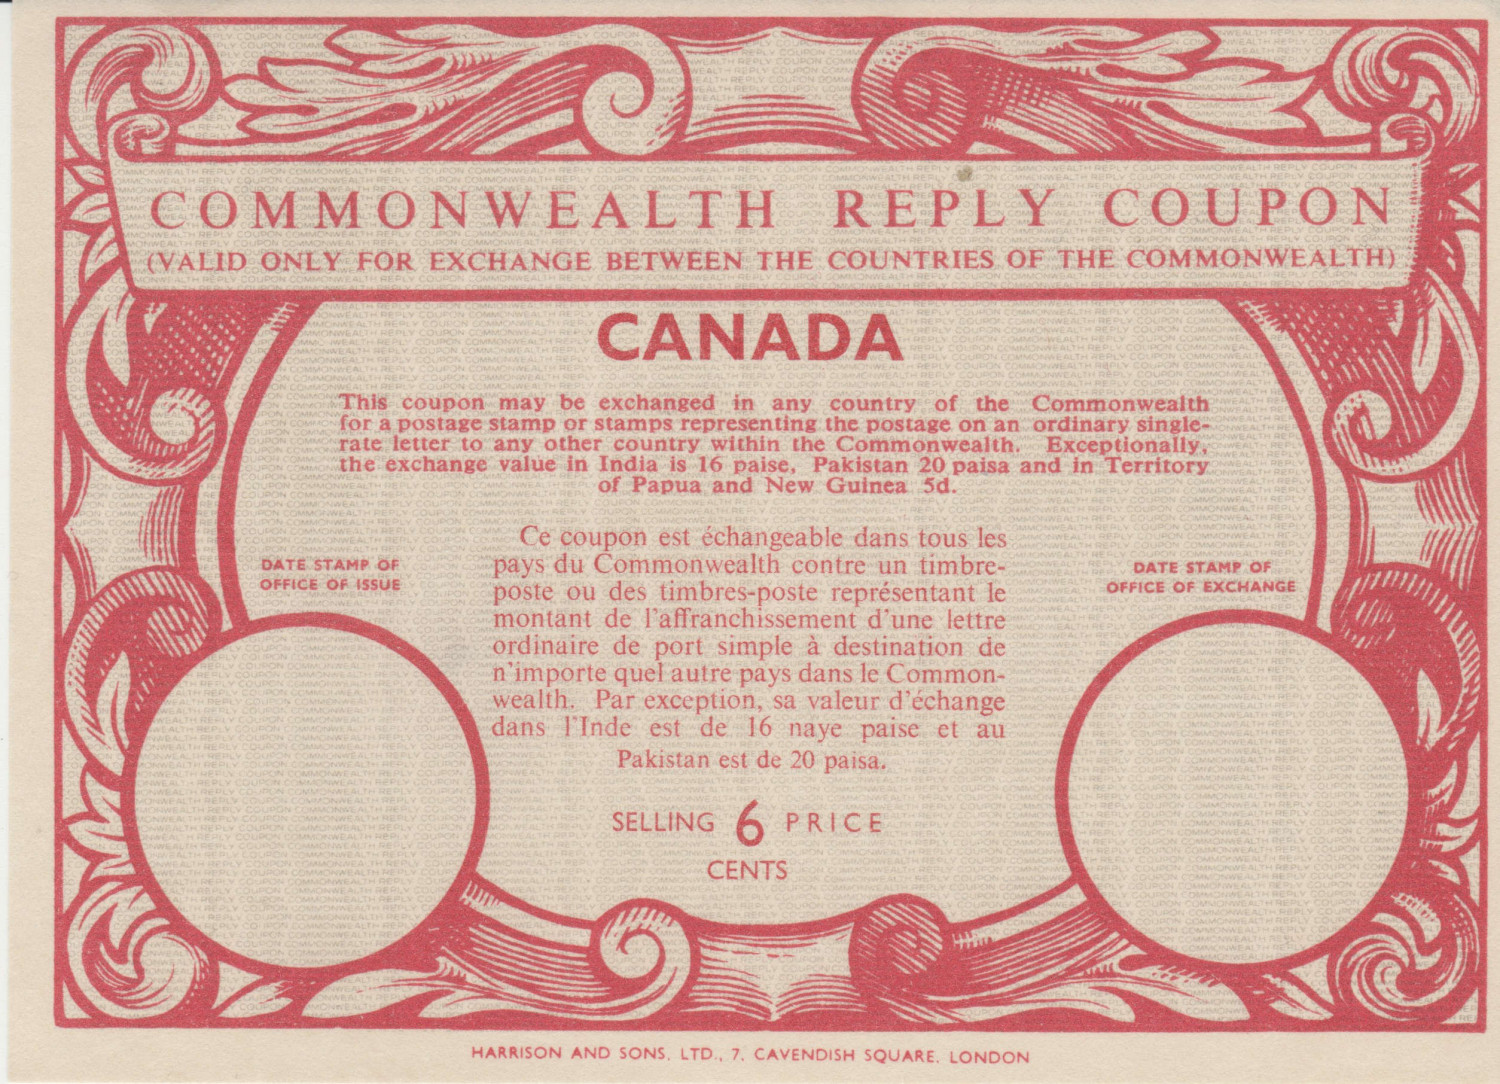 COMMONWEALTH REPLY COUPON
(VALID ONLY FOR EXCHANGE BETWEEN THE COUNTRIES OF THE COMMONWEALTH)
CANADA
This coupon may be exchanged in any country of the Commonwealth
for a postage stamp or stamps representing the postage on an ordinary single-
rate letter to any other country within the Commonwealth. Exceptionally,
the exchange value in India is 16 paise, Pakistan 20 paisa and in Territory
of Papua and New Guinea 5d.
Ce coupon est échangeable dans tous les
pays du Commonwealth contre un timbre-
poste ou des timbres-poste représentant le
montant de l'affranchissement d'une lettre
ordinaire de port simple à destination de
n'importe quel autre pays dans le Common-
wealth. Par exception, sa valeur d'échange
dans l'Inde est de 16 naye paise et au
Pakistan est de 20 paisa.
DATE STAMP OF
OFFICE OF ISSUE
DATE STAMP OF
OFFICE OF EXCHANGE
SELLING 6 PRICE
CENTS
HARRISON AND SONS, LTD., 7, CAVENDISH SQUARE, LONDON